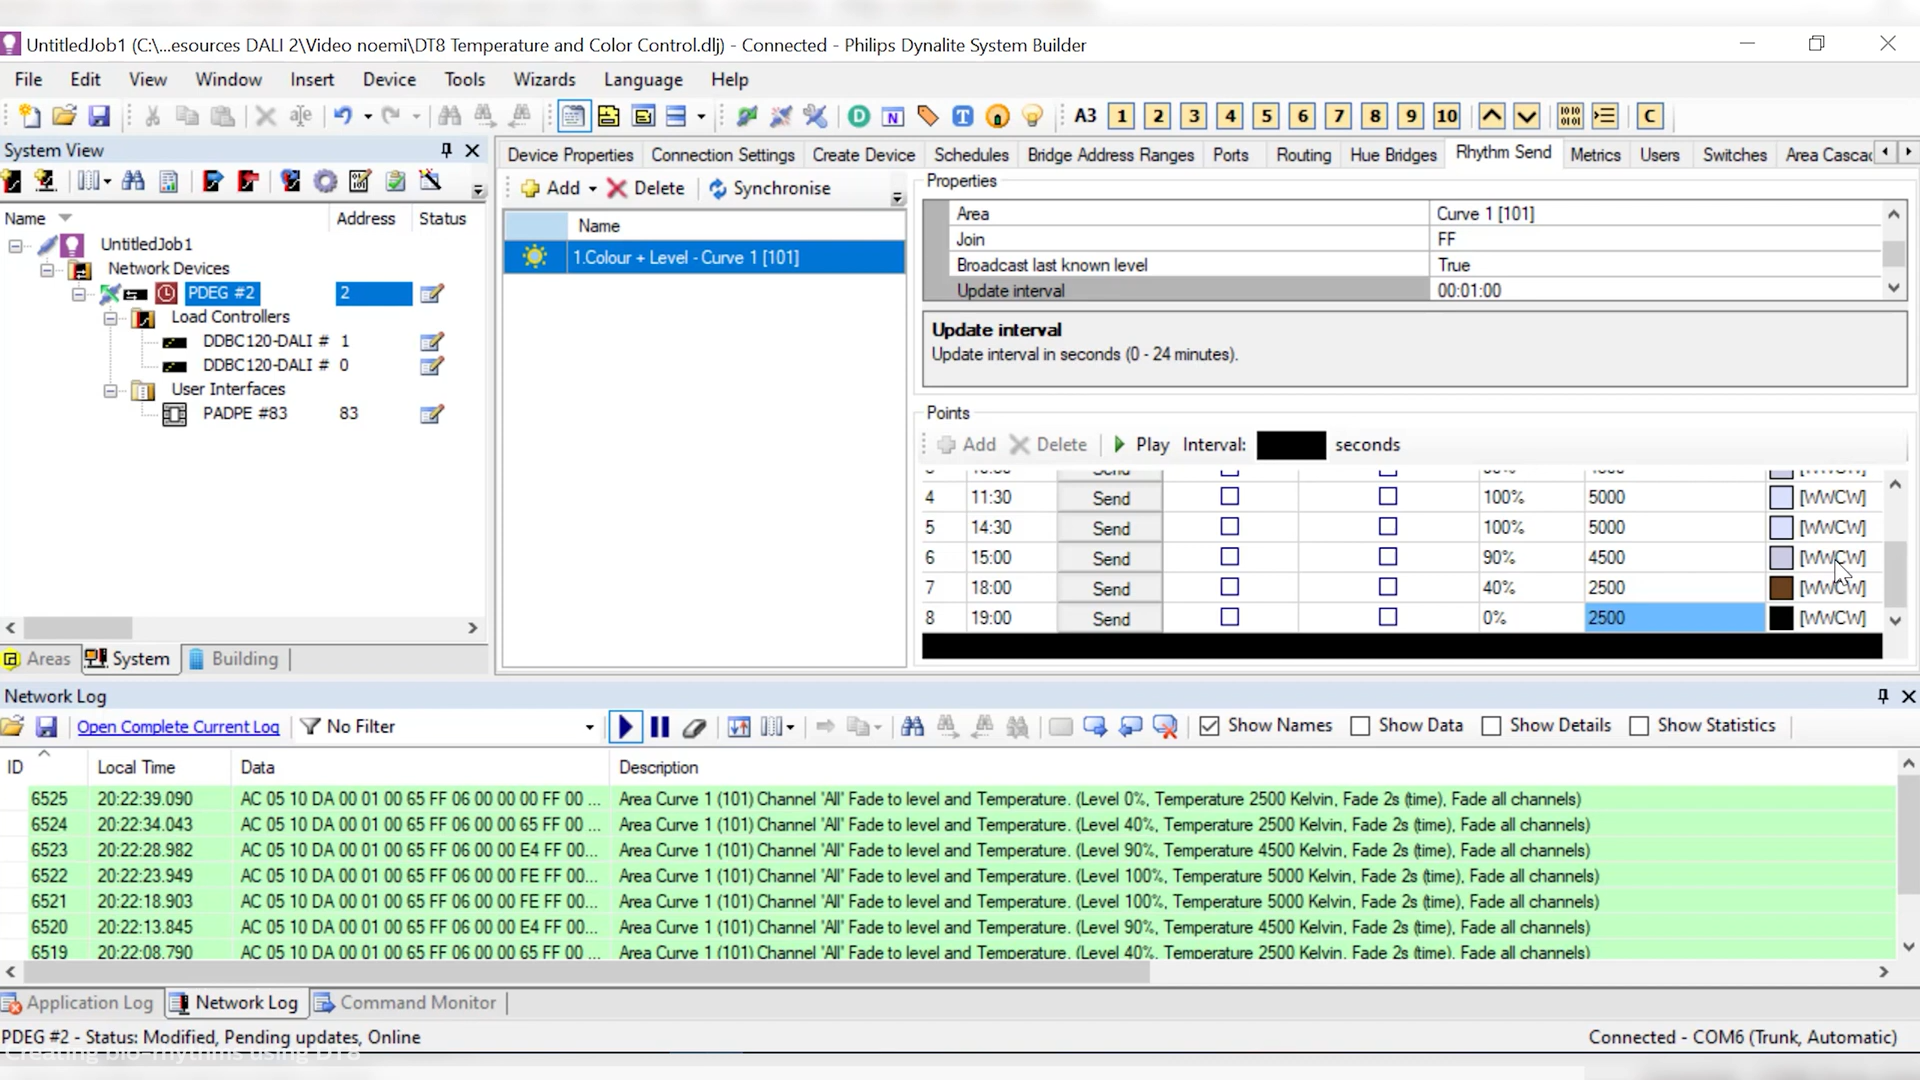 UntitledJob1 (C:\...esources DALI 2\Video noemi\DT8 Temperature and Color Control.dlj) - Connected - Philips Dynalite System Builder
File Edit View Window Insert Device Tools Wizards Language Help
A3 1 2 3 4 5 6 7 8 9 10 C
System View
Name Address Status
UntitledJob1
Network Devices
PDEG #2 2
Load Controllers
DDBC120-DALI # 1
DDBC120-DALI # 0
User Interfaces
PADPE #83 83
Areas System Building
Device Properties Connection Settings Create Device Schedules Bridge Address Ranges Ports Routing Hue Bridges Rhythm Send Metrics Users Switches Area Cascad
Add Delete Synchronise
Name
1.Colour + Level - Curve 1 [101]
Properties
Area Curve 1 [101]
Join FF
Broadcast last known level True
Update interval 00:01:00
Update interval
Update interval in seconds (0 - 24 minutes).
Points
Add Delete Play Interval: seconds
4 11:30 Send 100% 5000 [WWCW]
5 14:30 Send 100% 5000 [WWCW]
6 15:00 Send 90% 4500 [WWCW]
7 18:00 Send 40% 2500 [WWCW]
8 19:00 Send 0% 2500 [WWCW]
Network Log
Open Complete Current Log No Filter Show Names Show Data Show Details Show Statistics
ID Local Time Data Description
6525 20:22:39.090 AC 05 10 DA 00 01 00 65 FF 06 00 00 00 FF 00 ... Area Curve 1 (101) Channel 'All' Fade to level and Temperature. (Level 0%, Temperature 2500 Kelvin, Fade 2s (time), Fade all channels)
6524 20:22:34.043 AC 05 10 DA 00 01 00 65 FF 06 00 00 65 FF 00 ... Area Curve 1 (101) Channel 'All' Fade to level and Temperature. (Level 40%, Temperature 2500 Kelvin, Fade 2s (time), Fade all channels)
6523 20:22:28.982 AC 05 10 DA 00 01 00 65 FF 06 00 00 E4 FF 00... Area Curve 1 (101) Channel 'All' Fade to level and Temperature. (Level 90%, Temperature 4500 Kelvin, Fade 2s (time), Fade all channels)
6522 20:22:23.949 AC 05 10 DA 00 01 00 65 FF 06 00 00 FE FF 00... Area Curve 1 (101) Channel 'All' Fade to level and Temperature. (Level 100%, Temperature 5000 Kelvin, Fade 2s (time), Fade all channels)
6521 20:22:18.903 AC 05 10 DA 00 01 00 65 FF 06 00 00 FE FF 00... Area Curve 1 (101) Channel 'All' Fade to level and Temperature. (Level 100%, Temperature 5000 Kelvin, Fade 2s (time), Fade all channels)
6520 20:22:13.845 AC 05 10 DA 00 01 00 65 FF 06 00 00 E4 FF 00... Area Curve 1 (101) Channel 'All' Fade to level and Temperature. (Level 90%, Temperature 4500 Kelvin, Fade 2s (time), Fade all channels)
6519 20:22:08.790 AC 05 10 DA 00 01 00 65 FF 06 00 00 65 FF 00 ... Area Curve 1 (101) Channel 'All' Fade to level and Temperature. (Level 40%, Temperature 2500 Kelvin, Fade 2s (time), Fade all channels)
Application Log Network Log Command Monitor
PDEG #2 - Status: Modified, Pending updates, Online Connected - COM6 (Trunk, Automatic)
Creating bio-rhythms using DT8